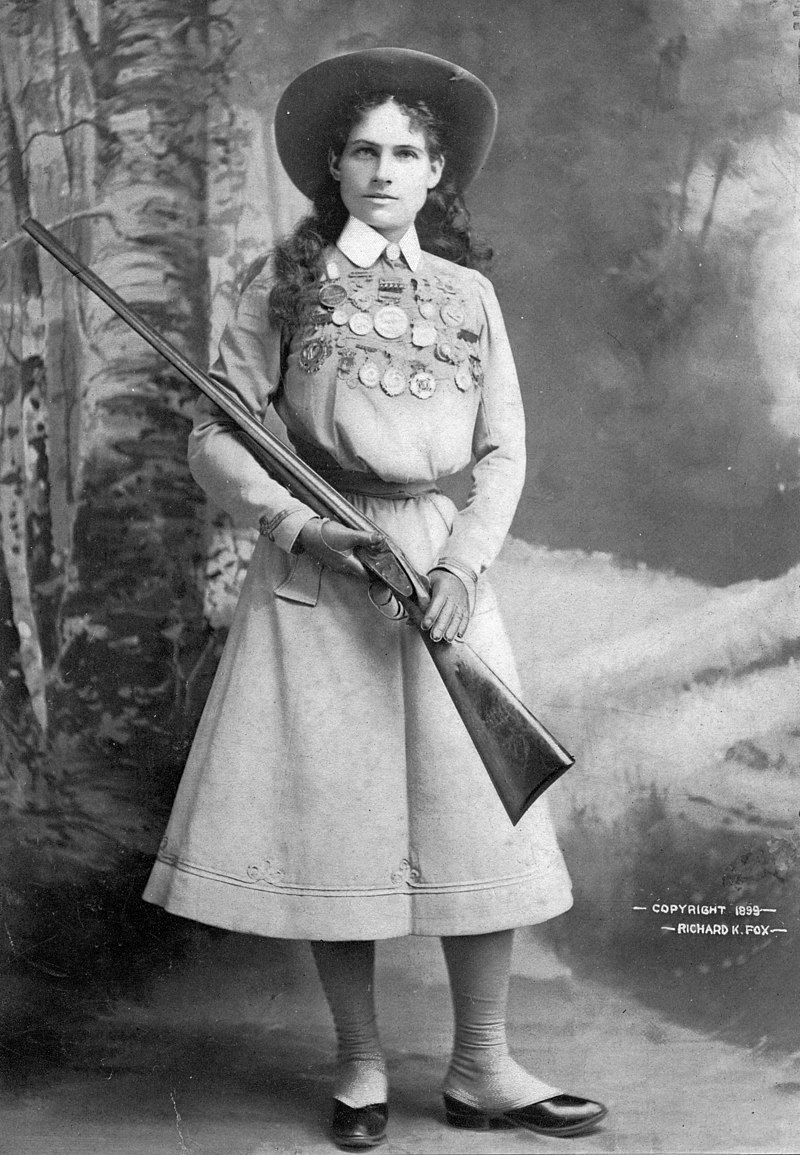 — COPYRIGHT 1899 —
— RICHARD K. FOX —